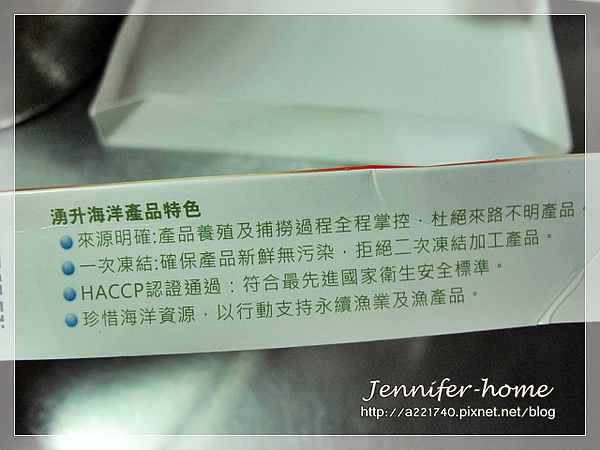 湧升海洋產品特色
來源明確:產品養殖及捕撈過程全程掌控，杜絕來路不明產品。
一次凍結:確保產品新鮮無污染，拒絕二次凍結加工產品。
HACCP認證通過：符合最先進國家衛生安全標準。
珍惜海洋資源，以行動支持永續漁業及漁產品。
Jennifer-home
http://a221740.pixnet.net/blog